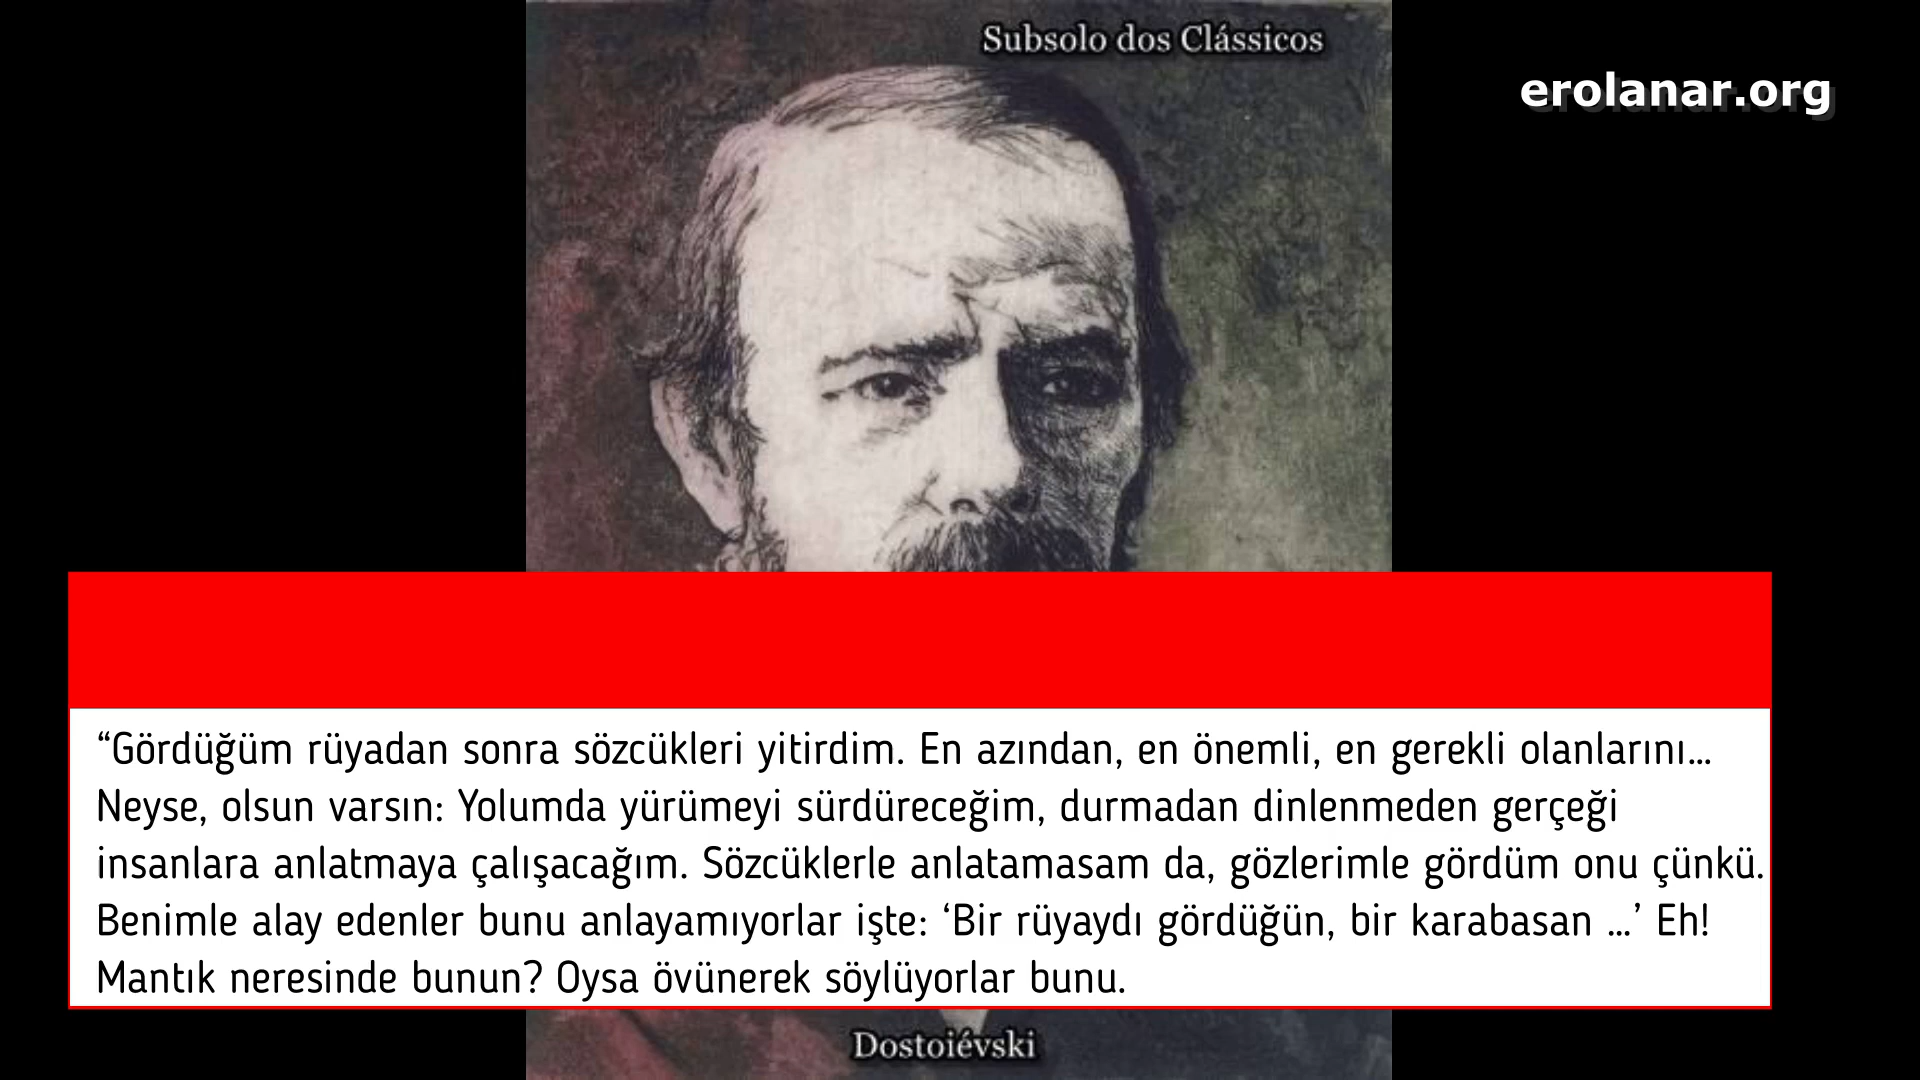 Subsolo dos Clássicos
erolanar.org
“Gördüğüm rüyadan sonra sözcükleri yitirdim. En azından, en önemli, en gerekli olanlarını...
Neyse, olsun varsın: Yolumda yürümeyi sürdüreceğim, durmadan dinlenmeden gerçeği
insanlara anlatmaya çalışacağım. Sözcüklerle anlatamasam da, gözlerimle gördüm onu çünkü.
Benimle alay edenler bunu anlayamıyorlar işte: ‘Bir rüyaydı gördüğün, bir karabasan ...’ Eh!
Mantık neresinde bunun? Oysa övünerek söylüyorlar bunu.
Dostoiévski